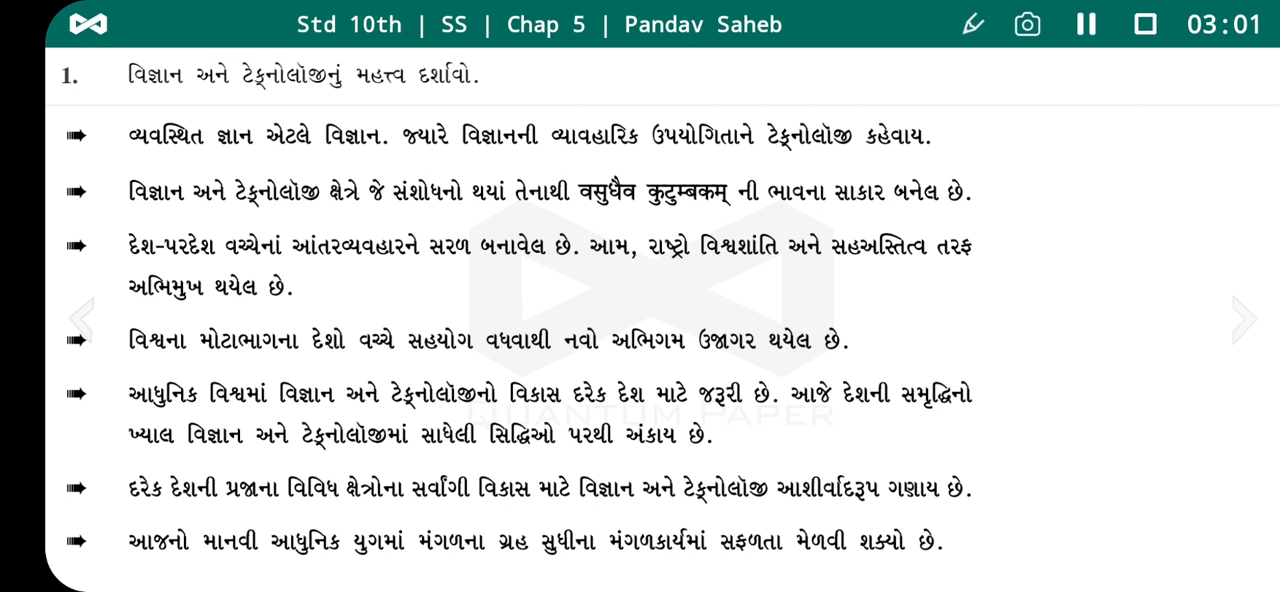 Std 10th | SS | Chap 5 | Pandav Saheb 03:01
1. વિજ્ઞાન અને ટેક્નોલૉજીનું મહત્ત્વ દર્શાવો.
વ્યવસ્થિત જ્ઞાન એટલે વિજ્ઞાન. જ્યારે વિજ્ઞાનની વ્યાવહારિક ઉપયોગિતાને ટેક્નોલૉજી કહેવાય.
વિજ્ઞાન અને ટેક્નોલૉજી ક્ષેત્રે જે સંશોધનો થયાં તેનાથી वसुधैव कुटुम्बकम् ની ભાવના સાકાર બનેલ છે.
દેશ-પરદેશ વચ્ચેનાં આંતરવ્યવહારને સરળ બનાવેલ છે. આમ, રાષ્ટ્રો વિશ્વશાંતિ અને સહઅસ્તિત્વ તરફ
અભિમુખ થયેલ છે.
વિશ્વના મોટાભાગના દેશો વચ્ચે સહયોગ વધવાથી નવો અભિગમ ઉજાગર થયેલ છે.
આધુનિક વિશ્વમાં વિજ્ઞાન અને ટેક્નોલૉજીનો વિકાસ દરેક દેશ માટે જરૂરી છે. આજે દેશની સમૃદ્ધિનો
QUANTUM PAPER
ખ્યાલ વિજ્ઞાન અને ટેક્નોલૉજીમાં સાધેલી સિદ્ધિઓ પરથી અંકાય છે.
દરેક દેશની પ્રજાના વિવિધ ક્ષેત્રોના સર્વાંગી વિકાસ માટે વિજ્ઞાન અને ટેક્નોલૉજી આશીર્વાદરૂપ ગણાય છે.
આજનો માનવી આધુનિક યુગમાં મંગળના ગ્રહ સુધીના મંગળકાર્યમાં સફળતા મેળવી શક્યો છે.